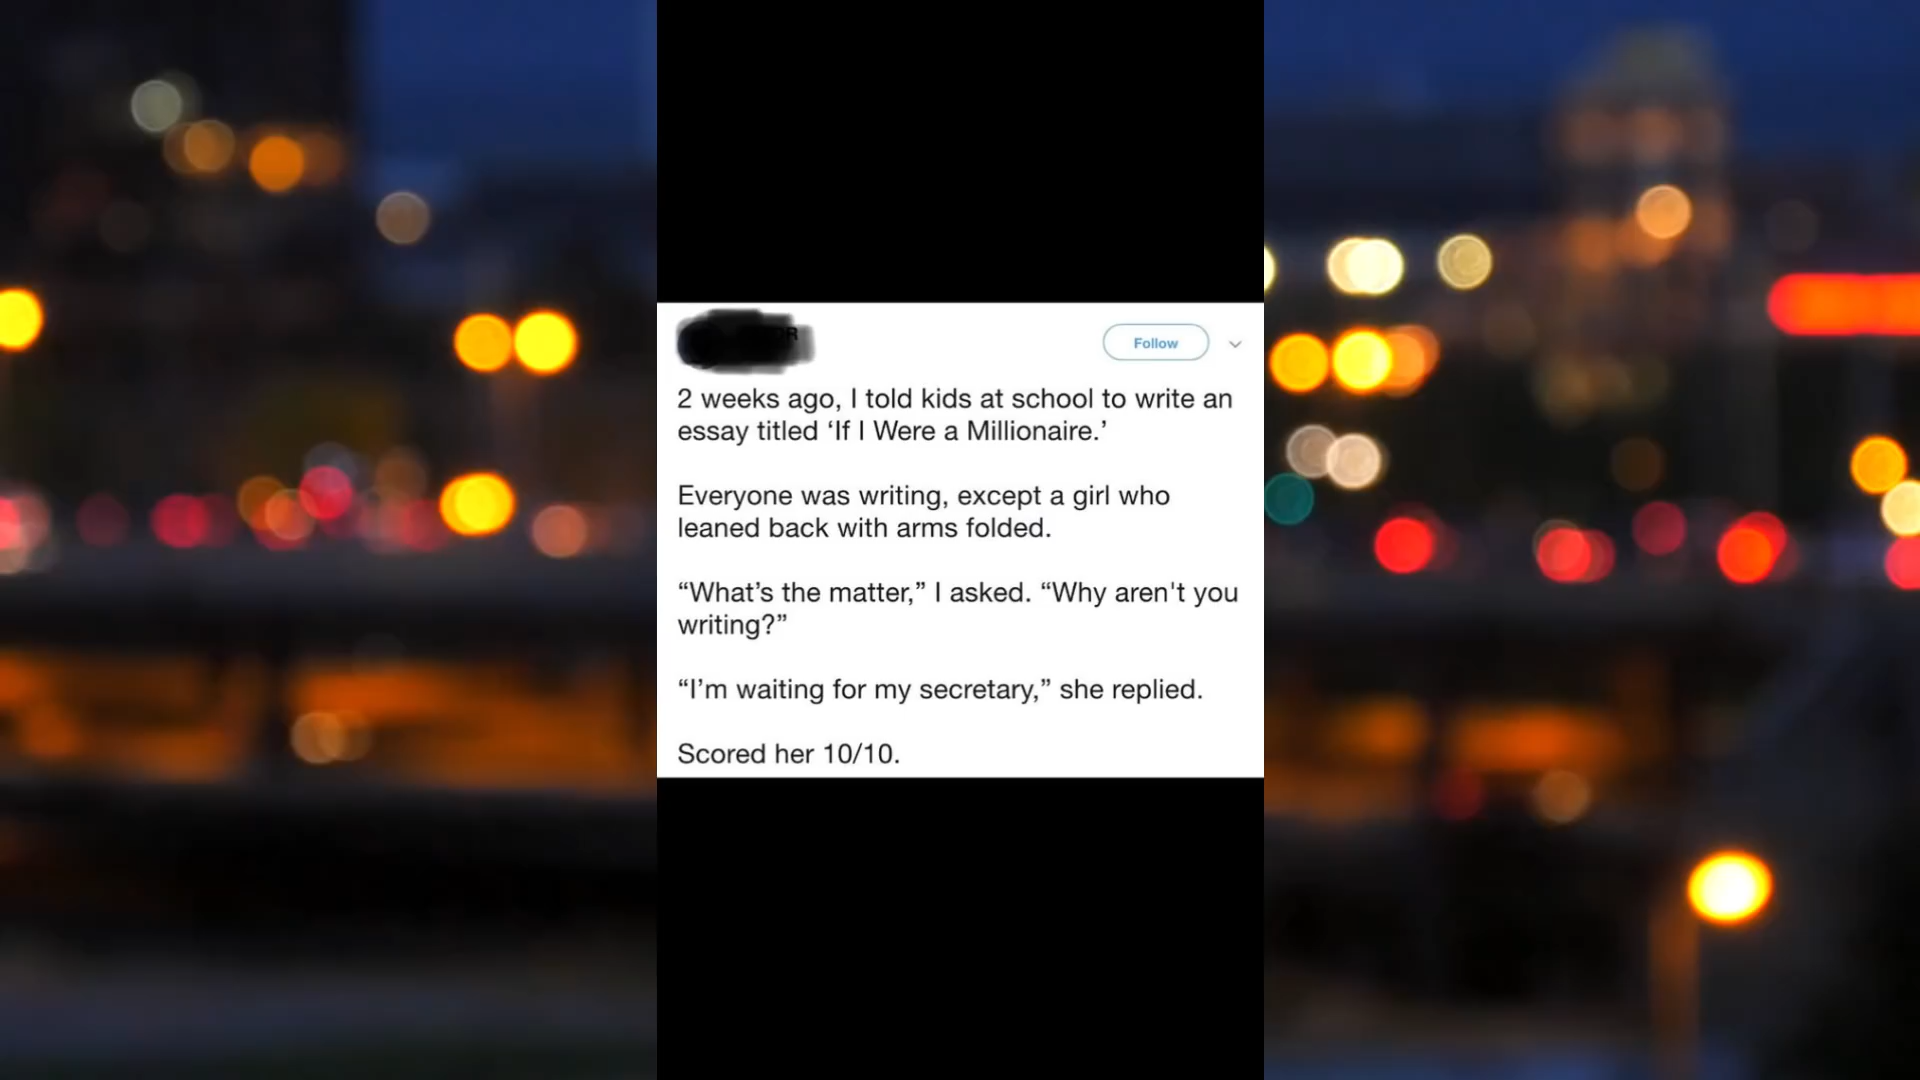 Follow
2 weeks ago, I told kids at school to write an
essay titled ‘If I Were a Millionaire.’
Everyone was writing, except a girl who
leaned back with arms folded.
“What’s the matter,” I asked. “Why aren't you
writing?”
“I’m waiting for my secretary,” she replied.
Scored her 10/10.